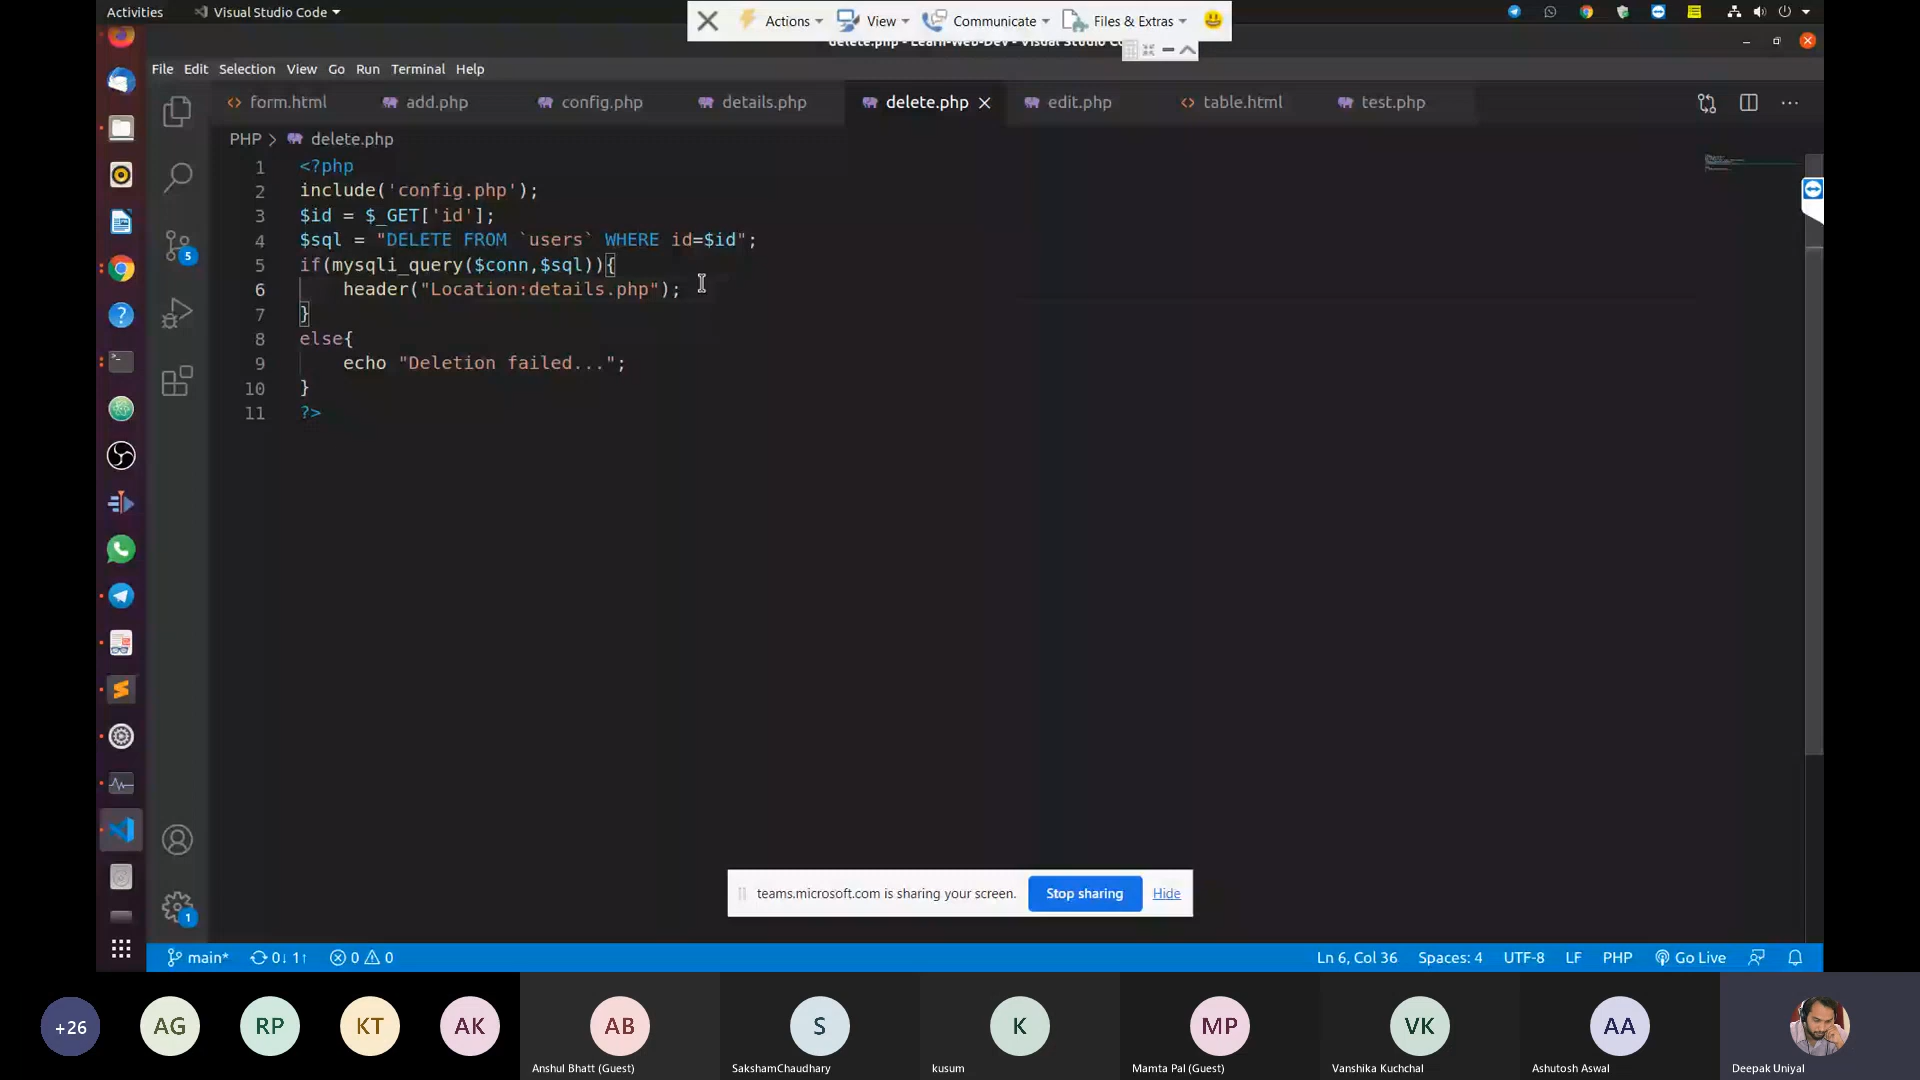 Activities
Visual Studio Code
Actions
View
Communicate
Files & Extras
File Edit Selection View Go Run Terminal Help
form.html
add.php
config.php
details.php
delete.php
edit.php
table.html
test.php
PHP > delete.php
1 <?php
2 include('config.php');
3 $id = $_GET['id'];
4 $sql = "DELETE FROM `users` WHERE id=$id";
5 if(mysqli_query($conn,$sql)){
6 header("Location:details.php");
7 }
8 else{
9 echo "Deletion failed...";
10 }
11 ?>
5
1
teams.microsoft.com is sharing your screen.
Stop sharing
Hide
main*
0↓ 1↑
0
0
Ln 6, Col 36
Spaces: 4
UTF-8
LF
PHP
Go Live
+26
AG
RP
KT
AK
AB
S
K
MP
VK
AA
Anshul Bhatt (Guest)
SakshamChaudhary
kusum
Mamta Pal (Guest)
Vanshika Kuchchal
Ashutosh Aswal
Deepak Uniyal